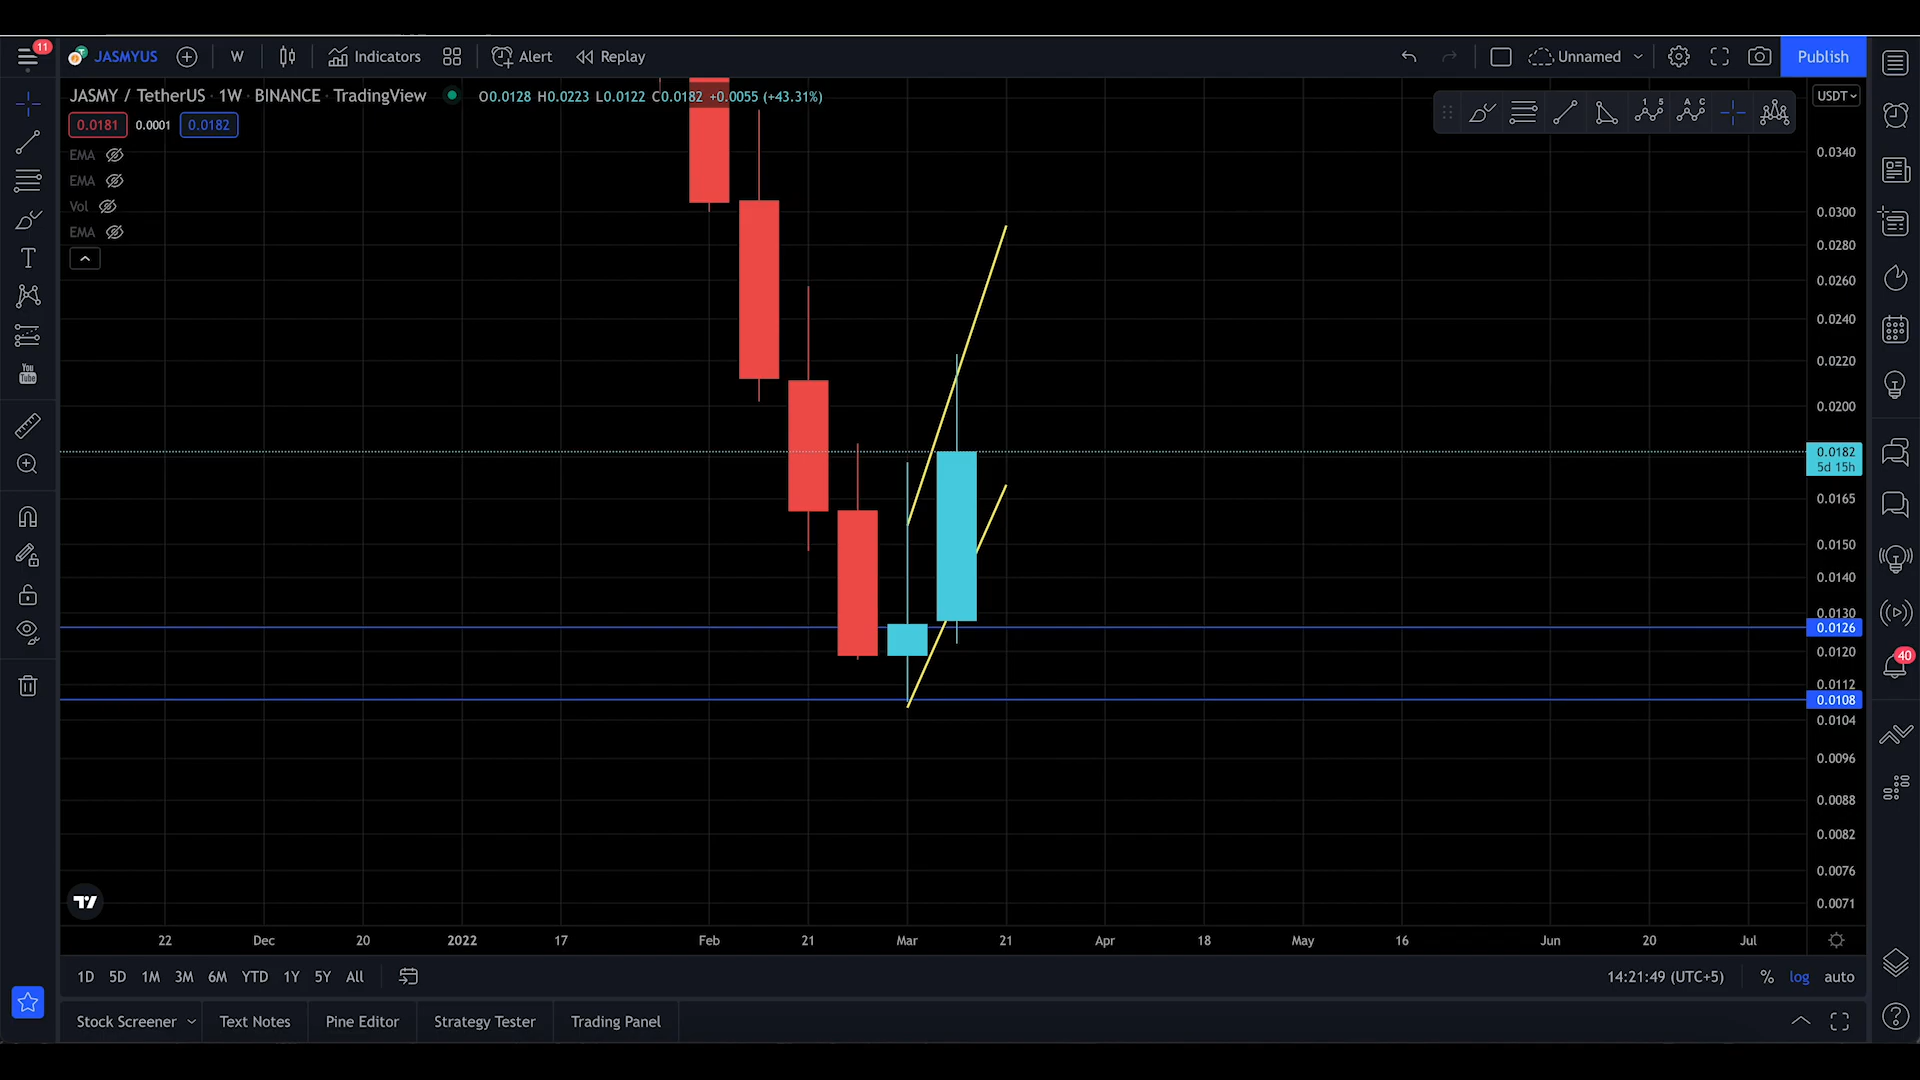 11 JASMYUS W Indicators Alert Replay Unnamed Publish
JASMY / TetherUS · 1W · BINANCE · TradingView O0.0128 H0.0223 L0.0122 C0.0182 +0.0055 (+43.31%) USDT
0.0181 0.0001 0.0182
EMA
EMA
Vol
EMA
1 5
A C
T
You
Tube
0.0340
0.0300
0.0280
0.0260
0.0240
0.0220
0.0200
0.0182
5d 15h
0.0165
0.0150
0.0140
0.0130
0.0126
0.0120
0.0112
0.0108
0.0104
0.0096
0.0088
0.0082
0.0076
0.0071
40
22 Dec 20 2022 17 Feb 21 Mar 21 Apr 18 May 16 Jun 20 Jul
1D 5D 1M 3M 6M YTD 1Y 5Y All 14:21:49 (UTC+5) % log auto
Stock Screener Text Notes Pine Editor Strategy Tester Trading Panel